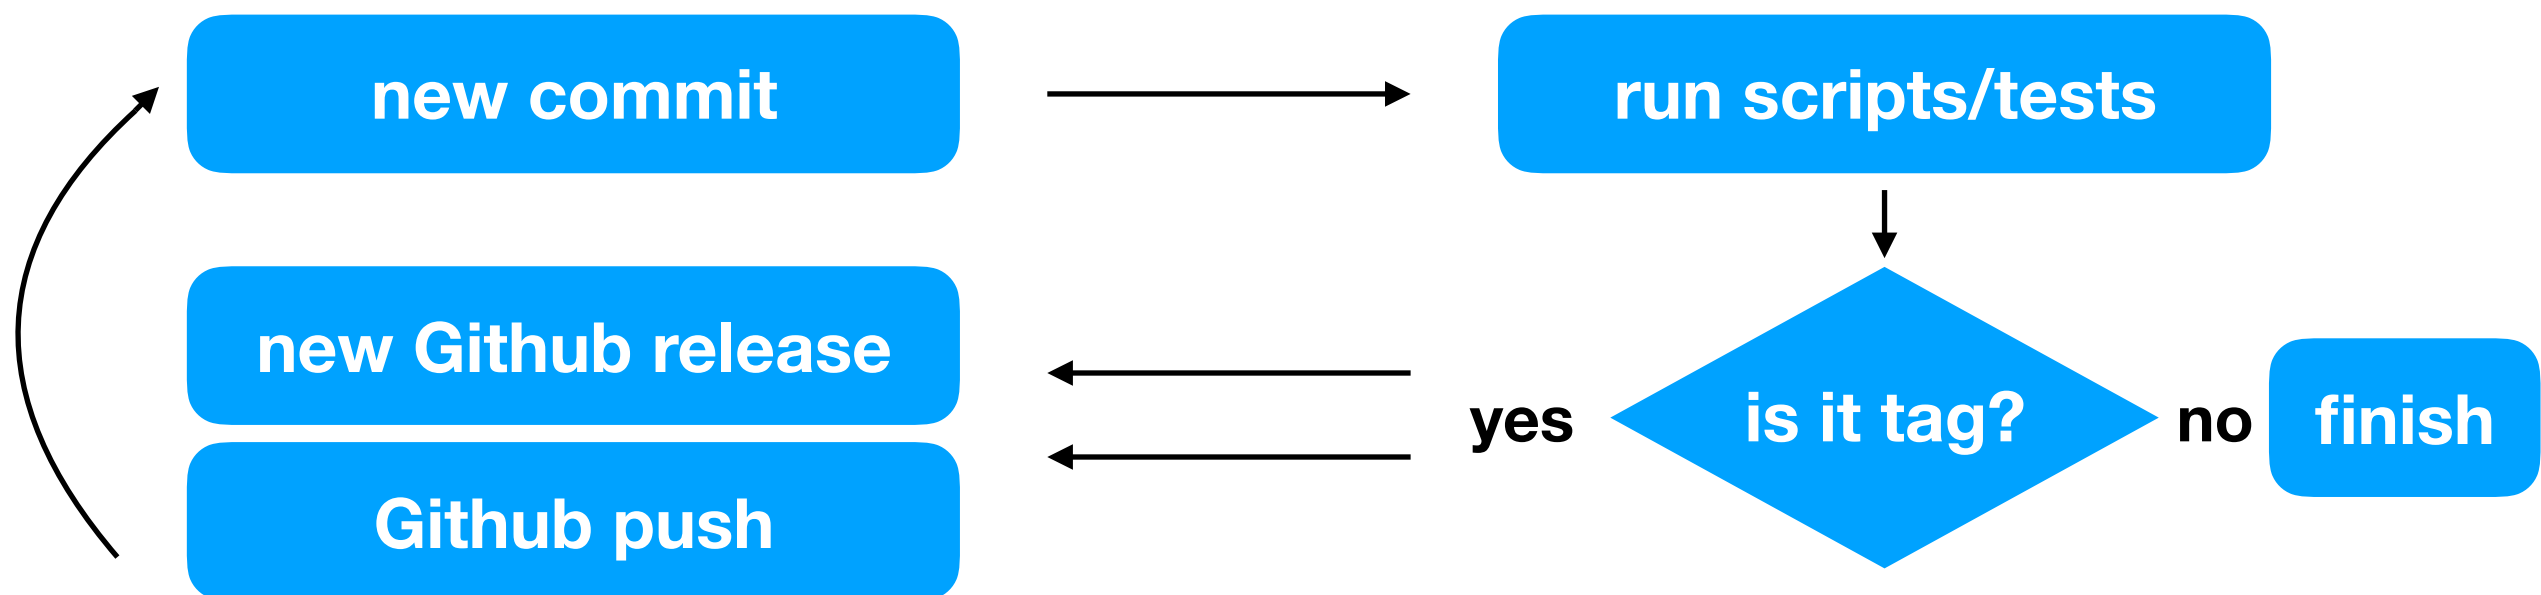 new commit
run scripts/tests
new Github release
yes
is it tag?
no
finish
Github push